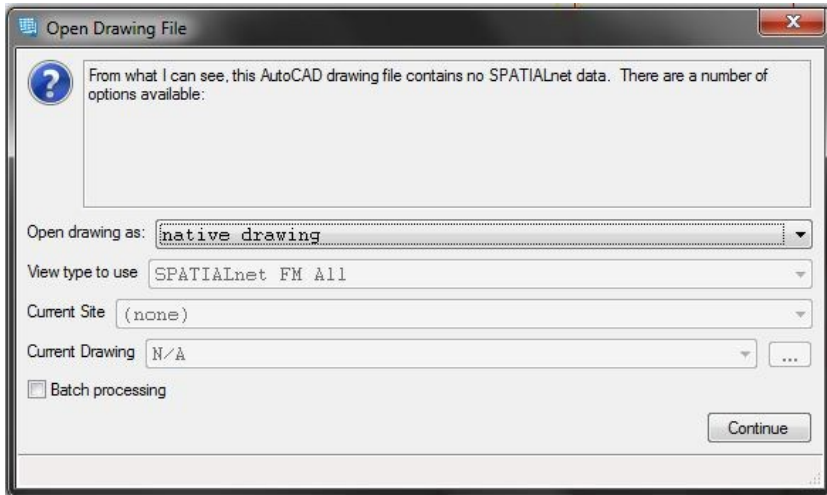 Open Drawing File
From what I can see, this AutoCAD drawing file contains no SPATIALnet data.  There are a number of
options available:
Open drawing as: native drawing
View type to use SPATIALnet FM All
Current Site (none)
Current Drawing N/A ...
Batch processing
Continue